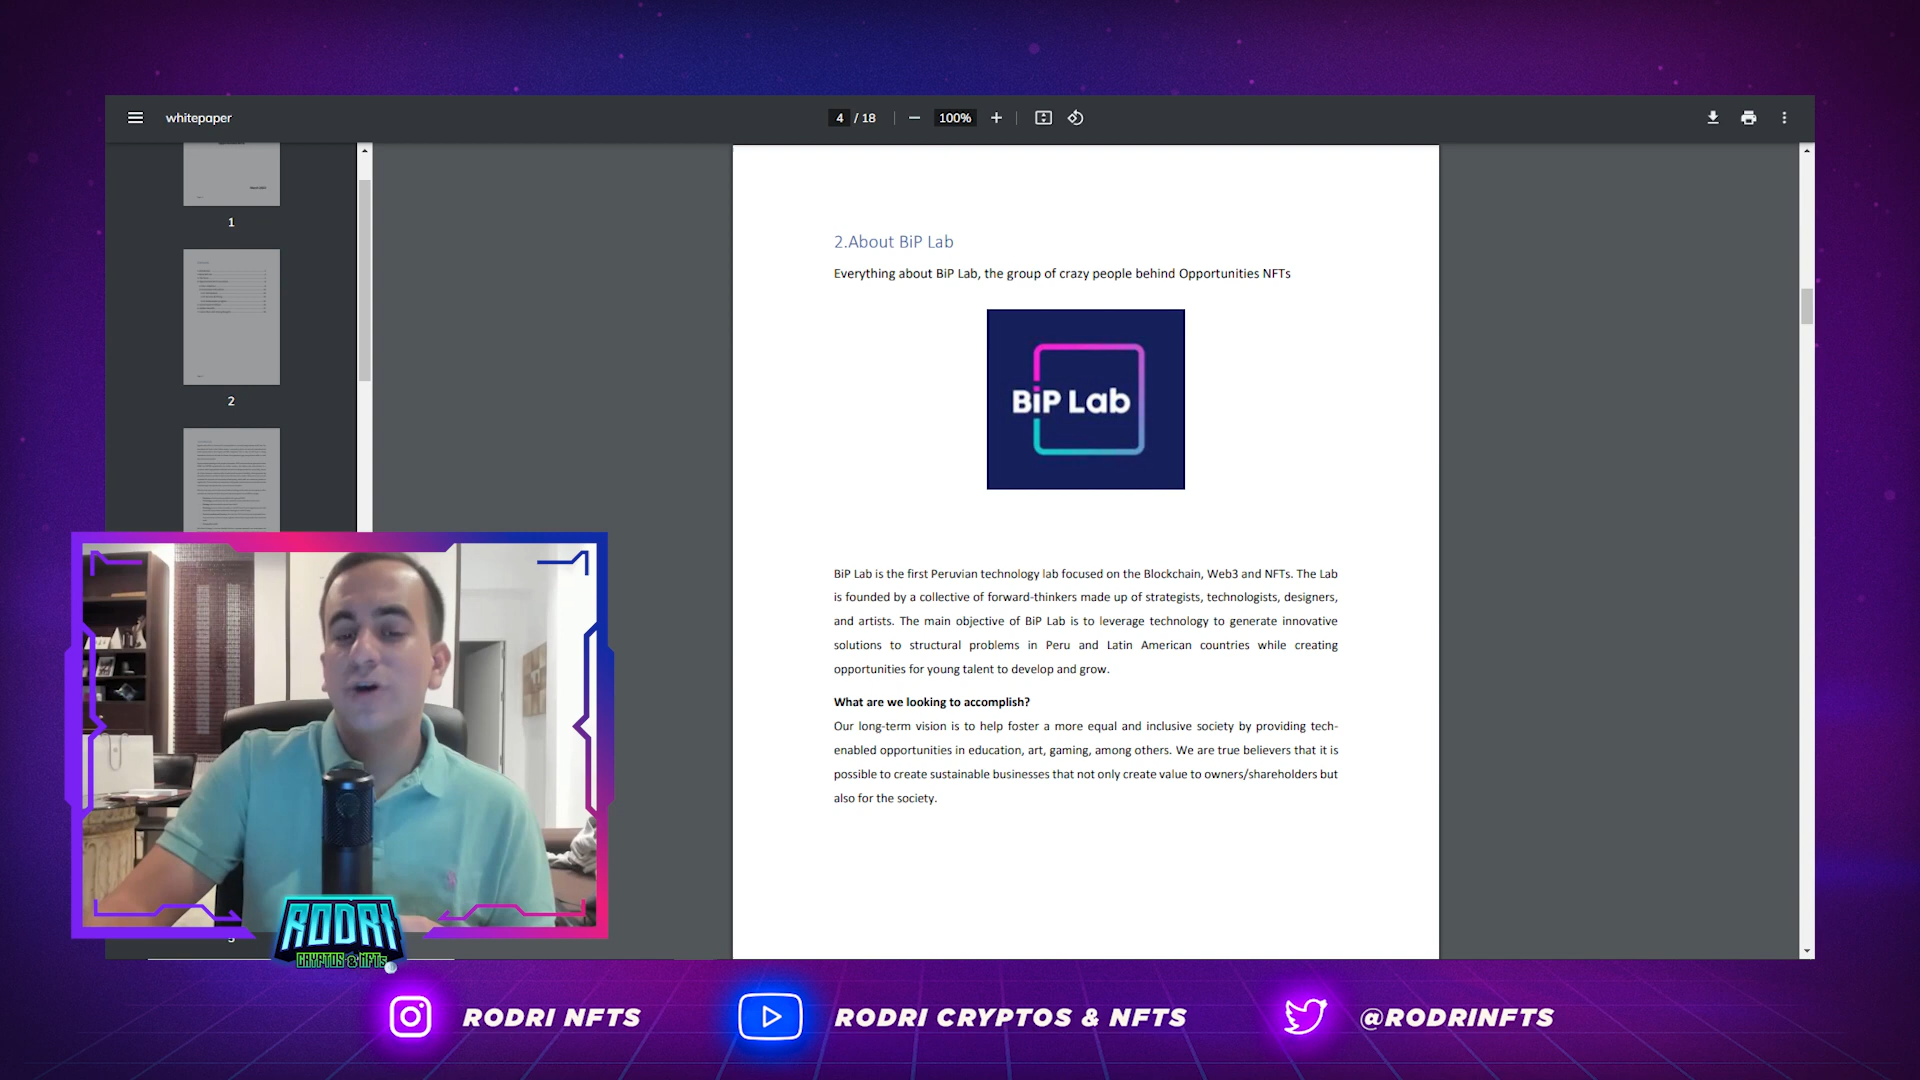 whitepaper
4 / 18
100%
1
2
2.About BiP Lab
Everything about BiP Lab, the group of crazy people behind Opportunities NFTs
BiP Lab
BiP Lab is the first Peruvian technology lab focused on the Blockchain, Web3 and NFTs. The Lab
is founded by a collective of forward-thinkers made up of strategists, technologists, designers,
and artists. The main objective of BiP Lab is to leverage technology to generate innovative
solutions to structural problems in Peru and Latin American countries while creating
opportunities for young talent to develop and grow.
What are we looking to accomplish?
Our long-term vision is to help foster a more equal and inclusive society by providing tech-
enabled opportunities in education, art, gaming, among others. We are true believers that it is
possible to create sustainable businesses that not only create value to owners/shareholders but
also for the society.
RODRI
CRYPTOS & NFTs
RODRI NFTS
RODRI CRYPTOS & NFTS
@RODRINFTS